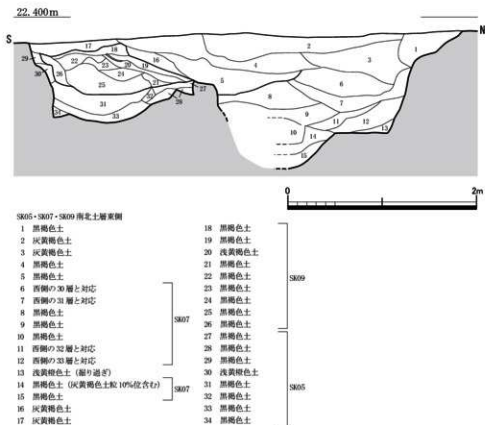 22.400m
S
N
17
18
16
2
1
29
22
23
20
19
3
30
26
24
4
25
21
5
6
27
8
7
31
32
28
9
11
12
10
14
13
34
33
15
0
2m
SK05・SK07・SK09 南北土層東側
1 黒褐色土
2 灰黄褐色土
3 灰黄褐色土
4 黒褐色土
5 黒褐色土
6 西側の30層と対応
7 西側の31層と対応
8 黒褐色土
9 黒褐色土
10 黒褐色土
11 西側の32層と対応
12 西側の33層と対応
SK07
13 浅黄橙色土（掘り過ぎ）
14 黒褐色土（灰黄褐色土粒10%位含む）
15 黒褐色土
SK07
16 灰黄褐色土
17 灰黄褐色土
18 黒褐色土
19 黒褐色土
20 浅黄褐色土
21 黒褐色土
22 黒褐色土
23 黒褐色土
24 黒褐色土
25 黒褐色土
26 黒褐色土
SK09
27 黒褐色土
28 黒褐色土
29 黒褐色土
30 浅黄橙色土
31 黒褐色土
32 黒褐色土
33 黒褐色土
34 黒褐色土
SK05